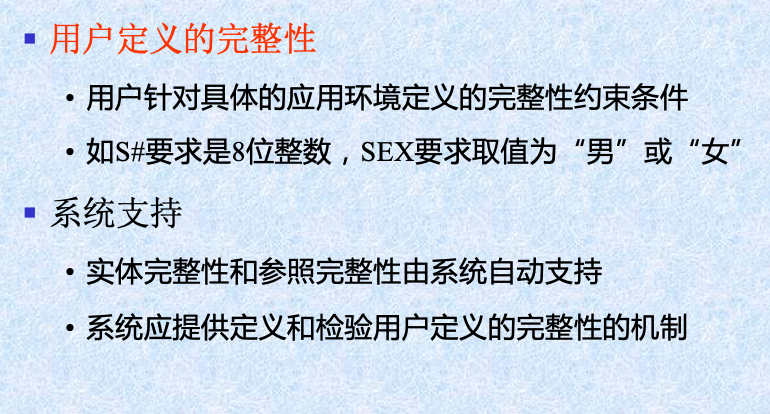 用户定义的完整性
用户针对具体的应用环境定义的完整性约束条件
如S#要求是8位整数，SEX要求取值为“男”或“女”
系统支持
实体完整性和参照完整性由系统自动支持
系统应提供定义和检验用户定义的完整性的机制